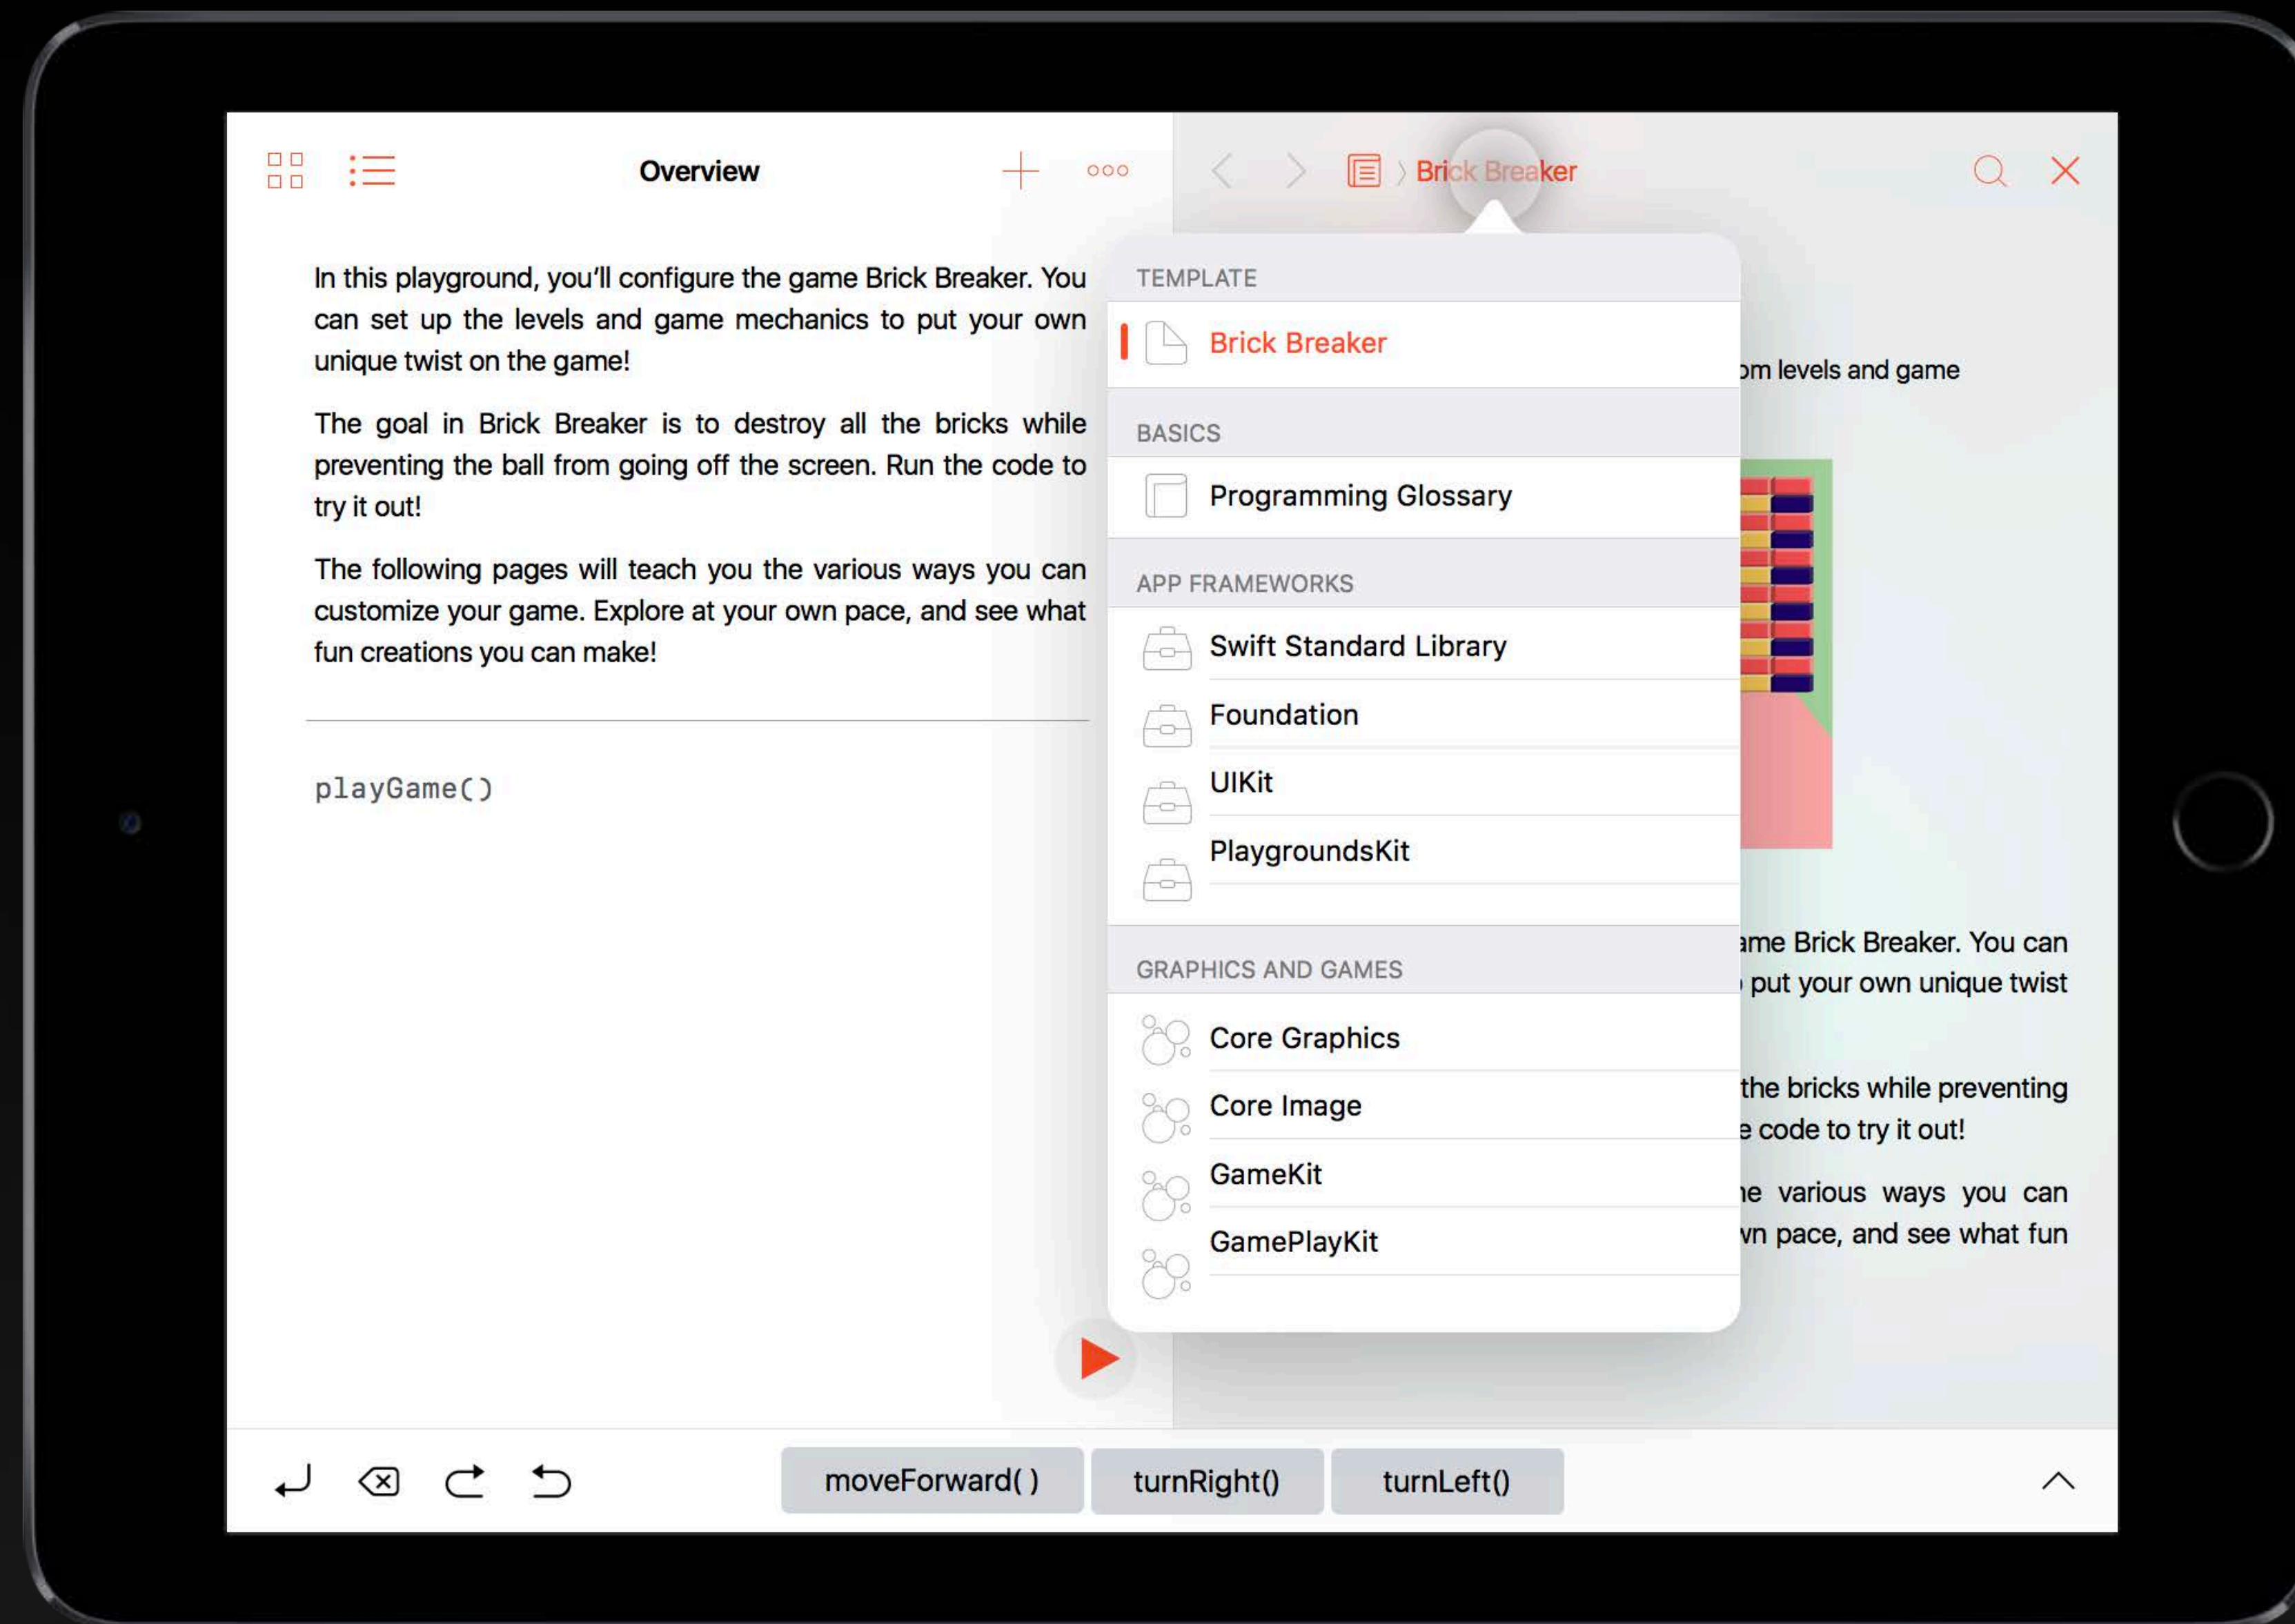 Overview
Brick Breaker
In this playground, you'll configure the game Brick Breaker. You
can set up the levels and game mechanics to put your own
unique twist on the game!
The goal in Brick Breaker is to destroy all the bricks while
preventing the ball from going off the screen. Run the code to
try it out!
The following pages will teach you the various ways you can
customize your game. Explore at your own pace, and see what
fun creations you can make!
playGame()
TEMPLATE
Brick Breaker
BASICS
Programming Glossary
APP FRAMEWORKS
Swift Standard Library
Foundation
UIKit
PlaygroundsKit
GRAPHICS AND GAMES
Core Graphics
Core Image
GameKit
GamePlayKit
levels and game
Brick Breaker. You can
put your own unique twist
the bricks while preventing
code to try it out!
various ways you can
pace, and see what fun
moveForward( )
turnRight()
turnLeft()